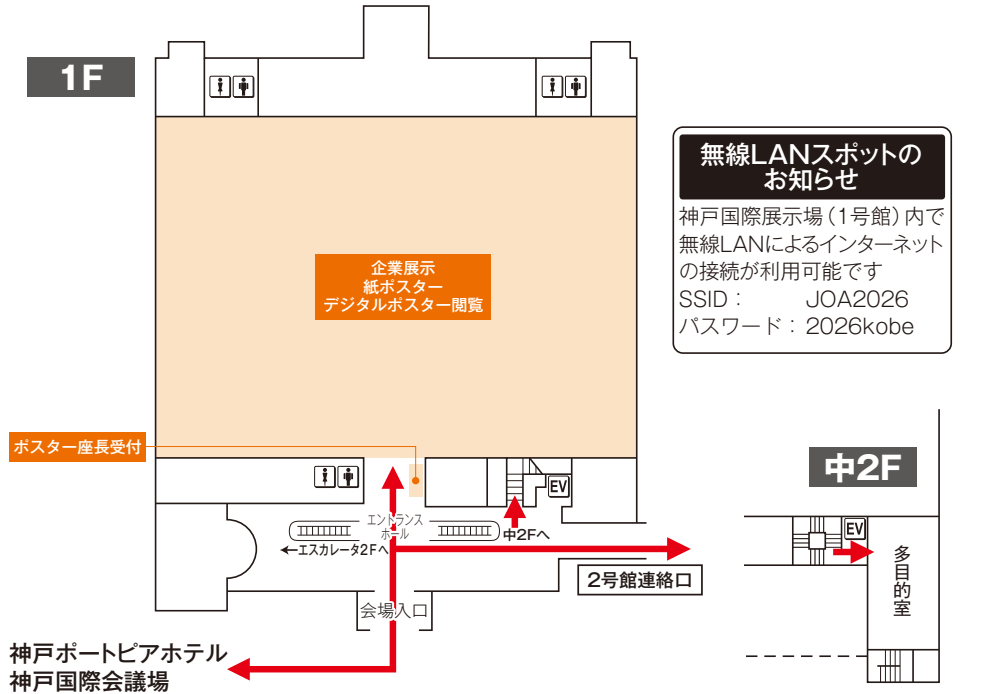 1F
無線LANスポットの
お知らせ
神戸国際展示場（1号館）内で
無線LANによるインターネット
の接続が利用可能です
SSID： JOA2026
パスワード： 2026kobe
企業展示
紙ポスター
デジタルポスター閲覧
ポスター座長受付
EV
エントランス
ホール
←エスカレータ2Fへ
中2Fへ
2号館連絡口
会場入口
神戸ポートピアホテル
神戸国際会議場
中2F
EV
多目的室